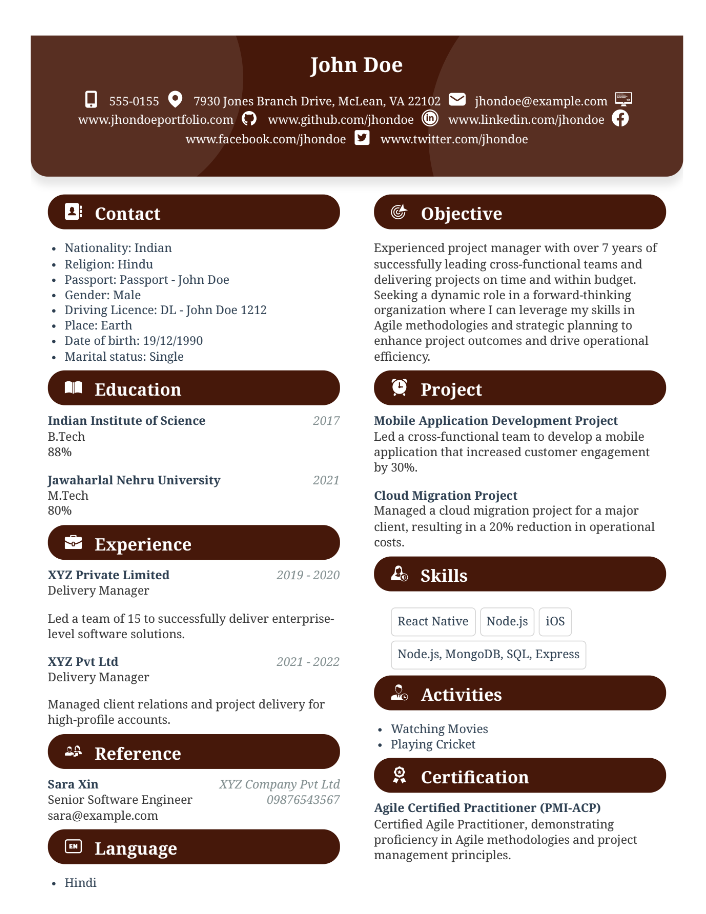 John Doe
555-0155 7930 Jones Branch Drive, McLean, VA 22102 jhondoe@example.com
www.jhondoeportfolio.com www.github.com/jhondoe www.linkedin.com/jhondoe
www.facebook.com/jhondoe www.twitter.com/jhondoe
Contact
• Nationality: Indian
• Religion: Hindu
• Passport: Passport - John Doe
• Gender: Male
• Driving Licence: DL - John Doe 1212
• Place: Earth
• Date of birth: 19/12/1990
• Marital status: Single
Education
Indian Institute of Science 2017
B.Tech
88%
Jawaharlal Nehru University 2021
M.Tech
80%
Experience
XYZ Private Limited 2019 - 2020
Delivery Manager
Led a team of 15 to successfully deliver enterprise-
level software solutions.
XYZ Pvt Ltd 2021 - 2022
Delivery Manager
Managed client relations and project delivery for
high-profile accounts.
Reference
Sara Xin XYZ Company Pvt Ltd
Senior Software Engineer 09876543567
sara@example.com
EN Language
• Hindi
Objective
Experienced project manager with over 7 years of
successfully leading cross-functional teams and
delivering projects on time and within budget.
Seeking a dynamic role in a forward-thinking
organization where I can leverage my skills in
Agile methodologies and strategic planning to
enhance project outcomes and drive operational
efficiency.
Project
Mobile Application Development Project
Led a cross-functional team to develop a mobile
application that increased customer engagement
by 30%.
Cloud Migration Project
Managed a cloud migration project for a major
client, resulting in a 20% reduction in operational
costs.
Skills
React Native Node.js iOS
Node.js, MongoDB, SQL, Express
Activities
• Watching Movies
• Playing Cricket
Certification
Agile Certified Practitioner (PMI-ACP)
Certified Agile Practitioner, demonstrating
proficiency in Agile methodologies and project
management principles.